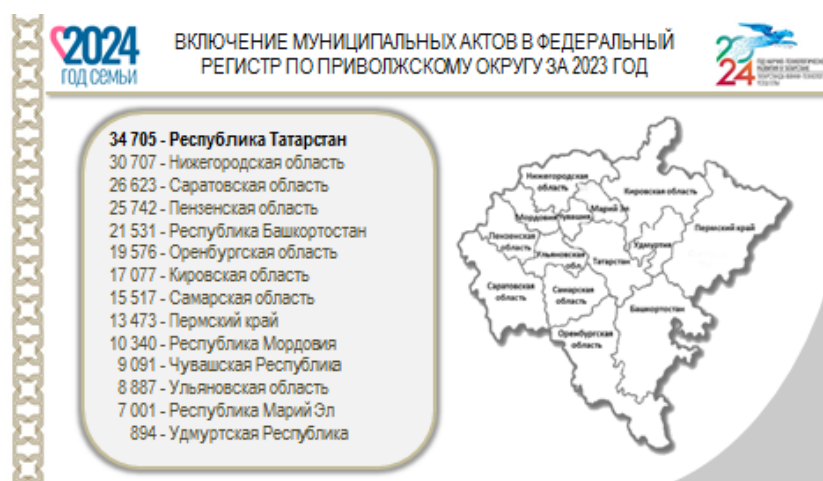 2024
ГОД СЕМЬИ
ВКЛЮЧЕНИЕ МУНИЦИПАЛЬНЫХ АКТОВ В ФЕДЕРАЛЬНЫЙ
РЕГИСТР ПО ПРИВОЛЖСКОМУ ОКРУГУ ЗА 2023 ГОД
20
24
34 705 - Республика Татарстан
30 707 - Нижегородская область
26 623 - Саратовская область
25 742 - Пензенская область
21 531 - Республика Башкортостан
19 576 - Оренбургская область
17 077 - Кировская область
15 517 - Самарская область
13 473 - Пермский край
10 340 - Республика Мордовия
9 091 - Чувашская Республика
8 887 - Ульяновская область
7 001 - Республика Марий Эл
894 - Удмуртская Республика
Нижегородская
область
Кировская область
Марий Эл
Мордовия
Чувашия
Пермский край
Пензенская
область
Удмуртия
Ульяновская
обл.
Татарстан
Саратовская
область
Самарская
область
Башкортостан
Оренбургская
область